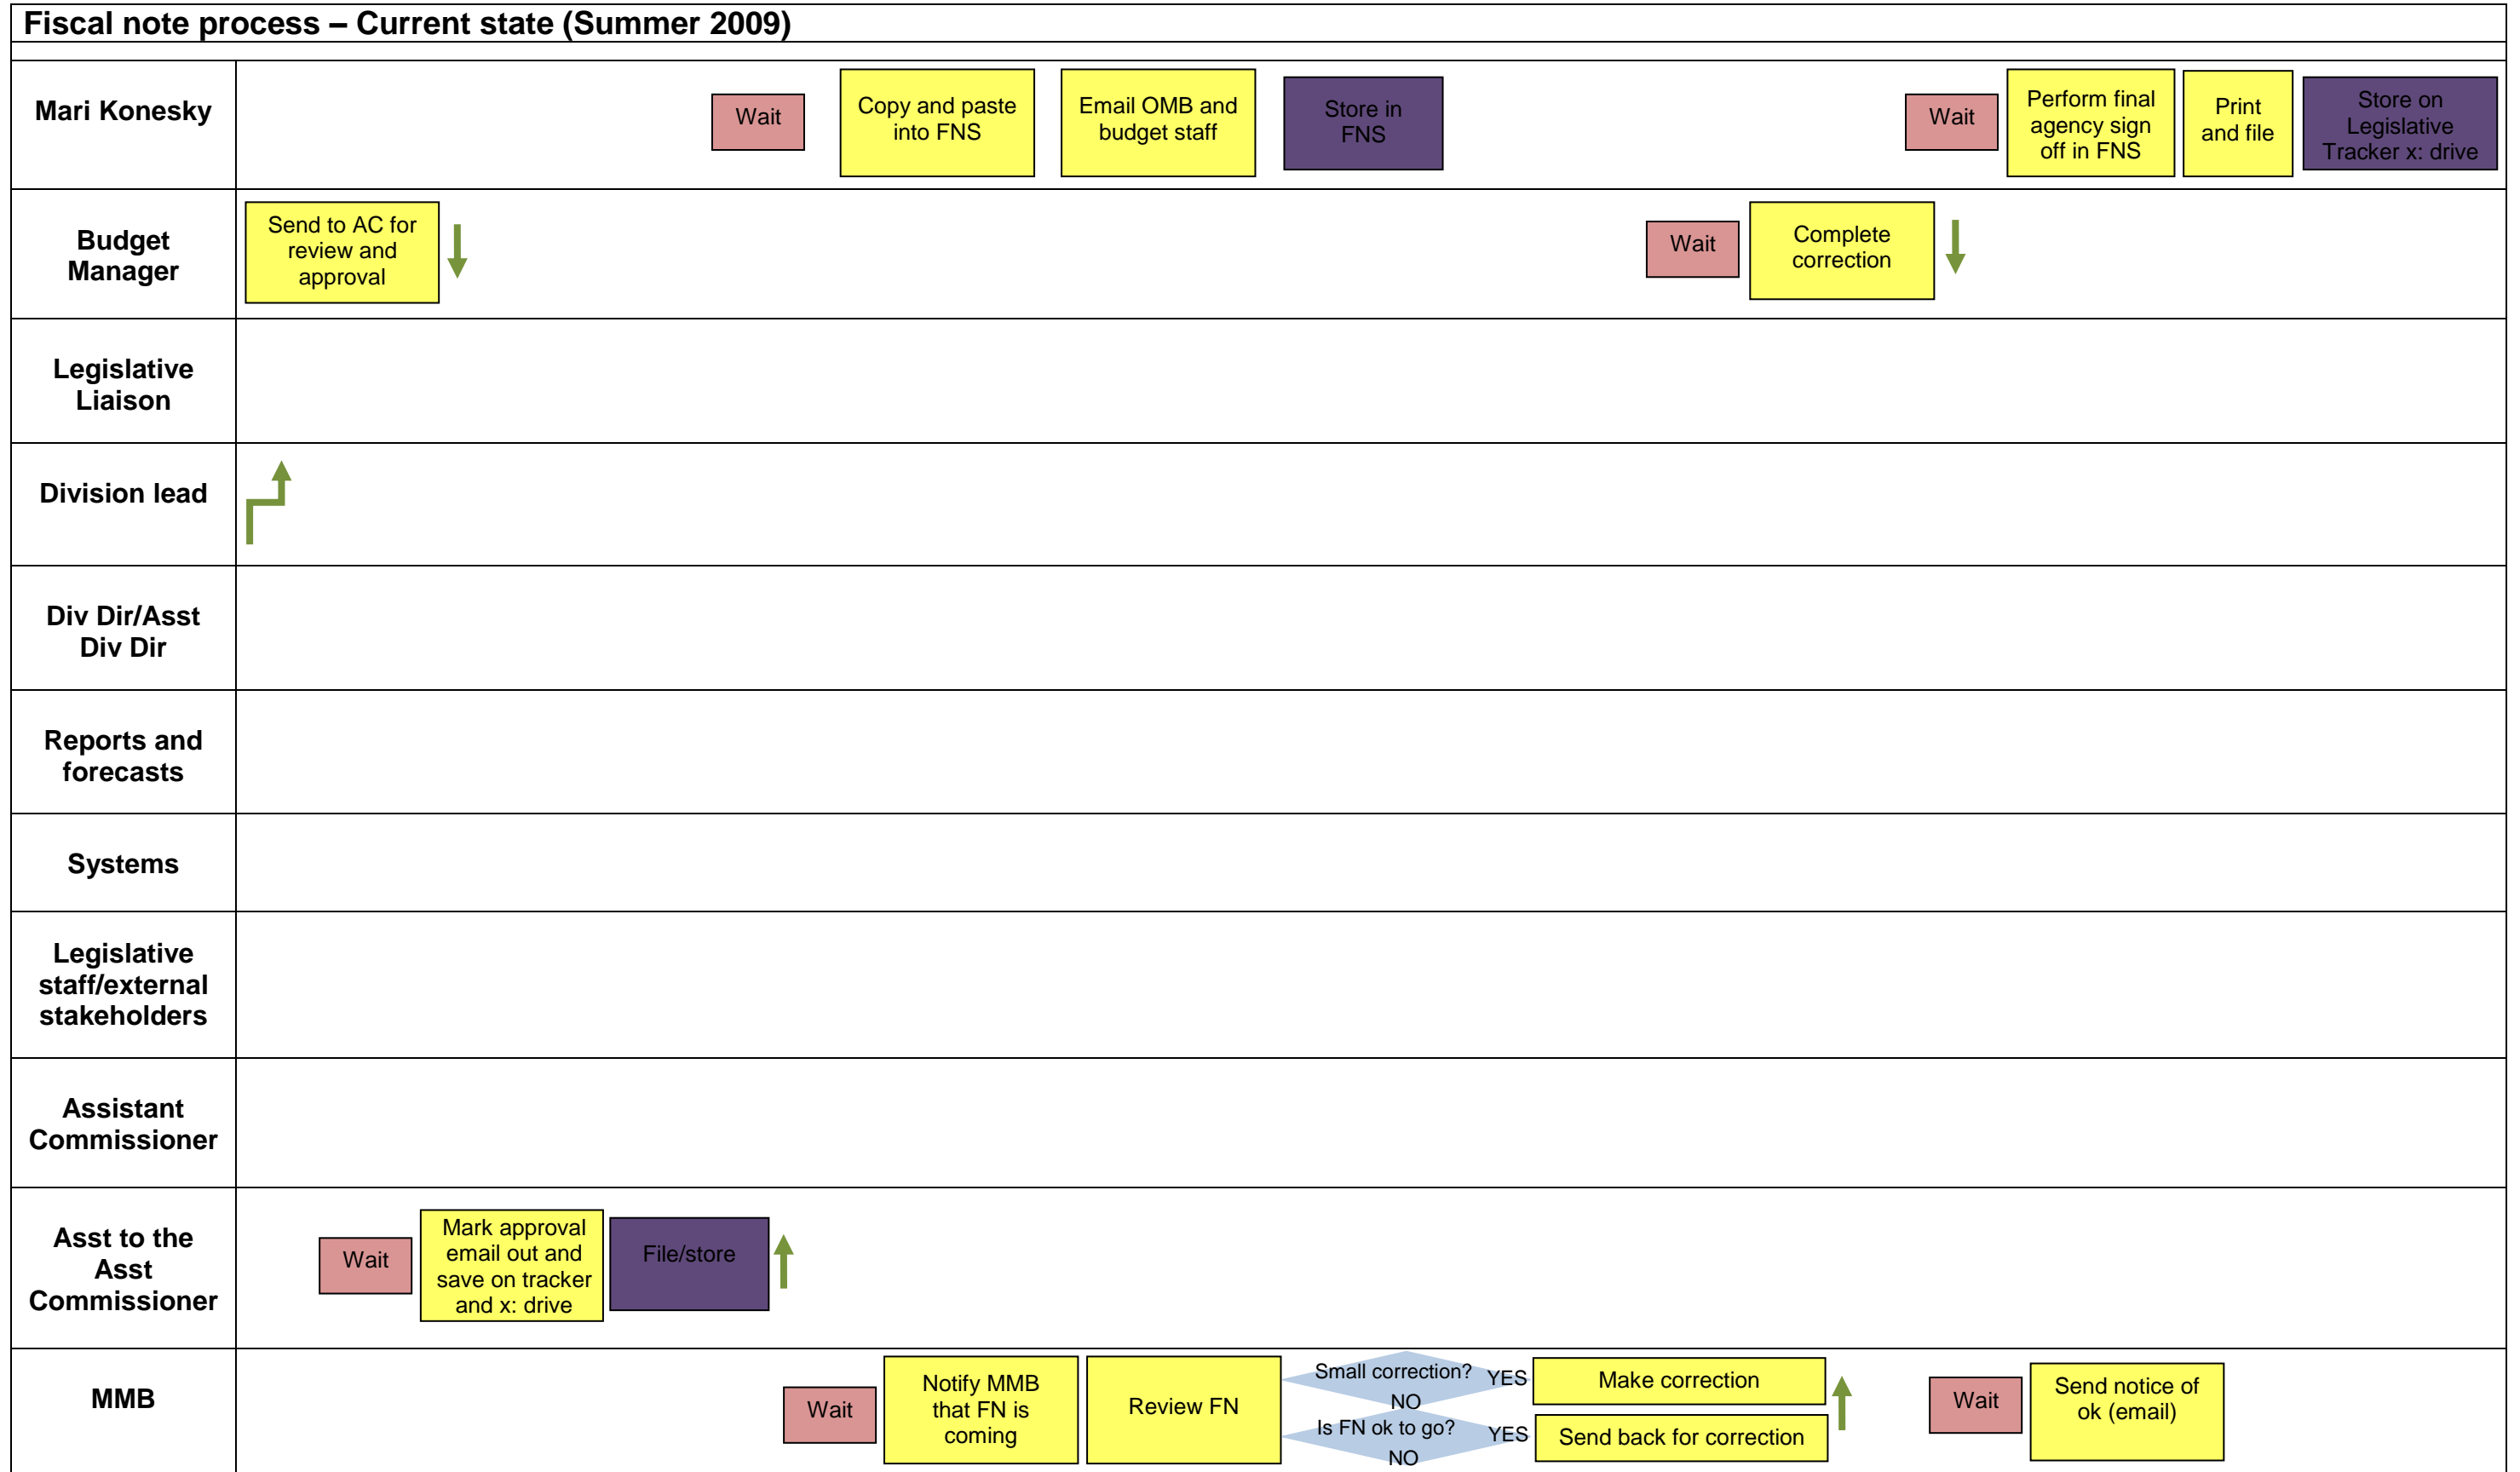 Fiscal note process – Current state (Summer 2009)
Mari Konesky
Wait
Copy and paste
into FNS
Email OMB and
budget staff
Store in
FNS
Wait
Perform final
agency sign
off in FNS
Print
and file
Store on
Legislative
Tracker x: drive
Budget
Manager
Send to AC for
review and
approval
Wait
Complete
correction
Legislative
Liaison
Division lead
Div Dir/Asst
Div Dir
Reports and
forecasts
Systems
Legislative
staff/external
stakeholders
Assistant
Commissioner
Asst to the
Asst
Commissioner
Wait
Mark approval
email out and
save on tracker
and x: drive
File/store
MMB
Wait
Notify MMB
that FN is
coming
Review FN
Small correction?
YES
NO
Make correction
Is FN ok to go?
YES
NO
Send back for correction
Wait
Send notice of
ok (email)